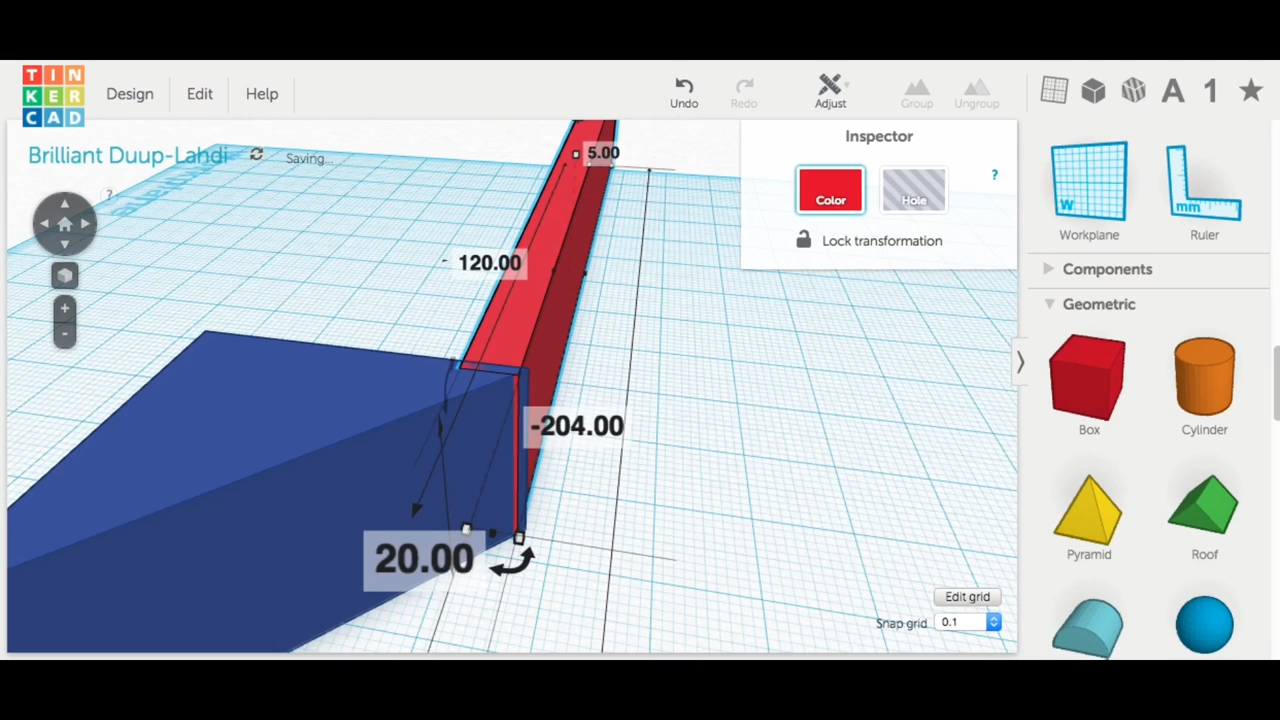 TIN
KER
CAD
Design
Edit
Help
Undo
Redo
Adjust
Group
Ungroup
A
1
Brilliant Duup-Lahdi
Saving...
?
5.00
120.00
-204.00
20.00
Inspector
Color
Hole
?
Lock transformation
W
Workplane
mm
Ruler
Components
Geometric
Box
Cylinder
Pyramid
Roof
Edit grid
Snap grid
0.1